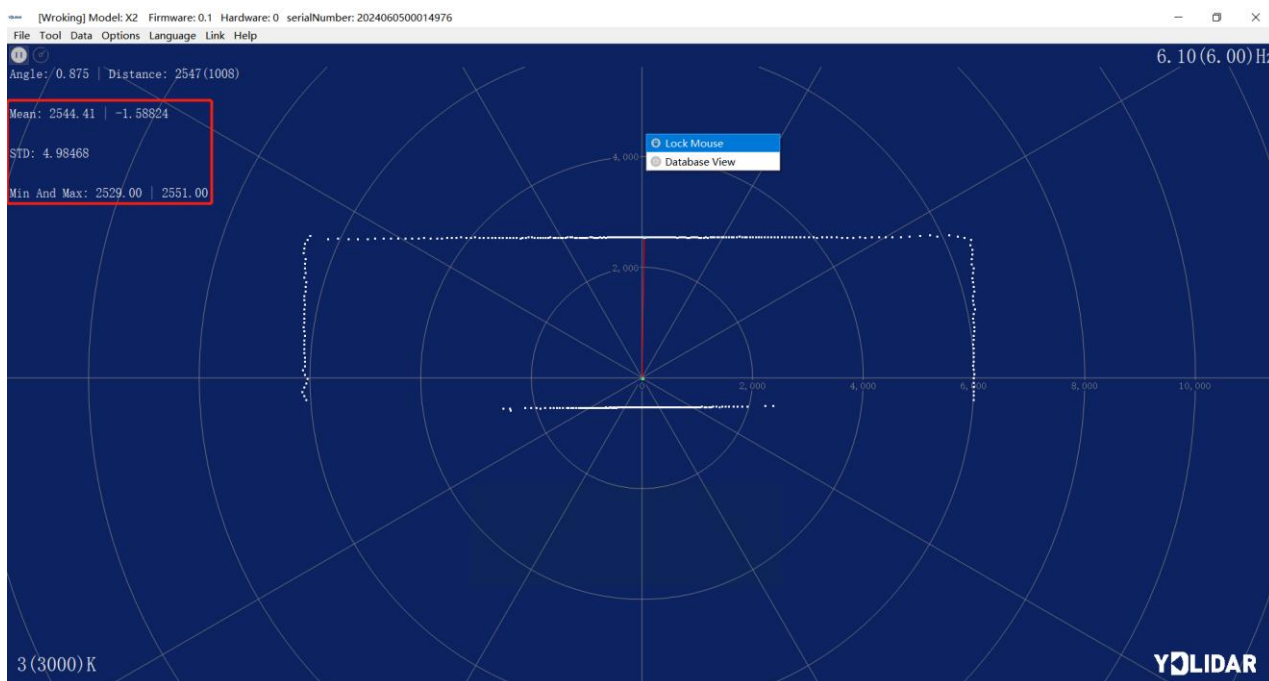 [Wroking] Model: X2 Firmware: 0.1 Hardware: 0 serialNumber: 2024060500014976
File Tool Data Options Language Link Help
6.10(6.00)Hz
Angle: 0.875 | Distance: 2547(1008)
Mean: 2544.41 | -1.58824
STD: 4.98468
Min And Max: 2529.00 | 2551.00
Lock Mouse
Database View
4,000
2,000
0
2,000
4,000
6,000
8,000
10,000
3(3000)K
YDLIDAR